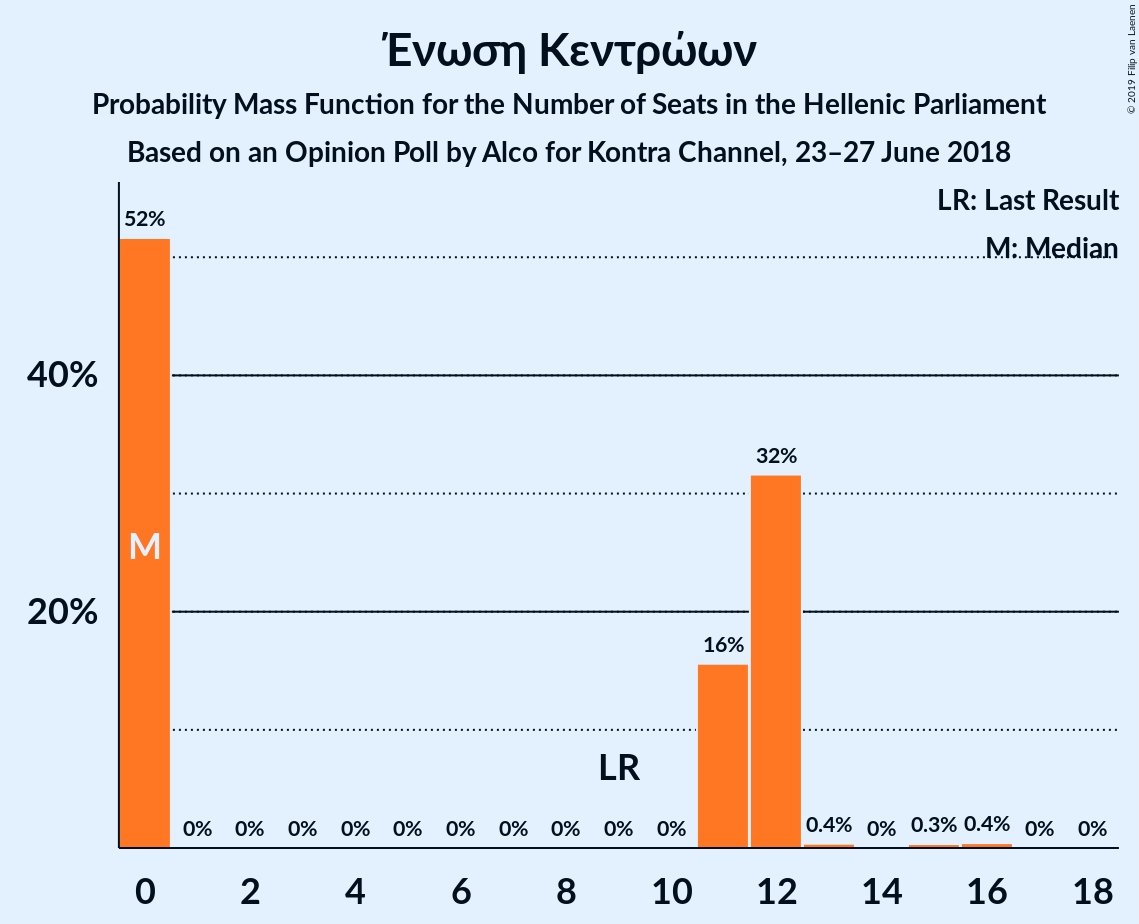 Ένωση Κεντρώων
Probability Mass Function for the Number of Seats in the Hellenic Parliament
Based on an Opinion Poll by Alco for Kontra Channel, 23–27 June 2018
© 2019 Filip van Laenen
LR: Last Result
M: Median
52%
40%
32%
M
20%
16%
LR
0% 0% 0% 0% 0% 0% 0% 0% 0% 0% 0.4% 0% 0.3% 0.4% 0% 0%
0 2 4 6 8 10 12 14 16 18